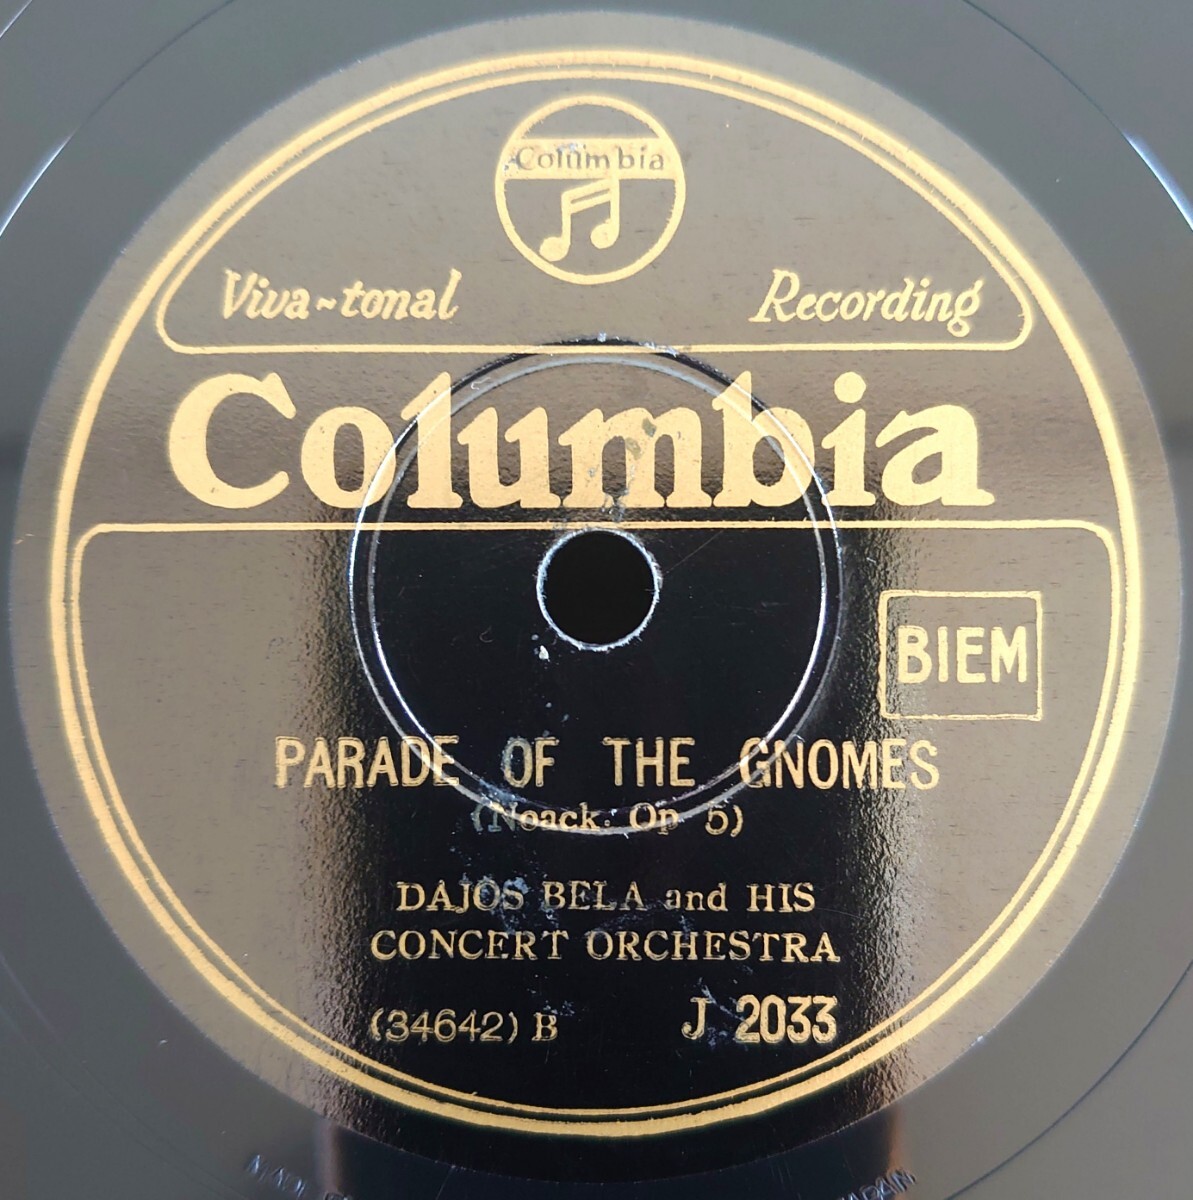 Columbia
Viva-tonal Recording
Columbia
BIEM
PARADE OF THE GNOMES
(Noack. Op 5)
DAJOS BELA and HIS
CONCERT ORCHESTRA
(34642) B J 2033